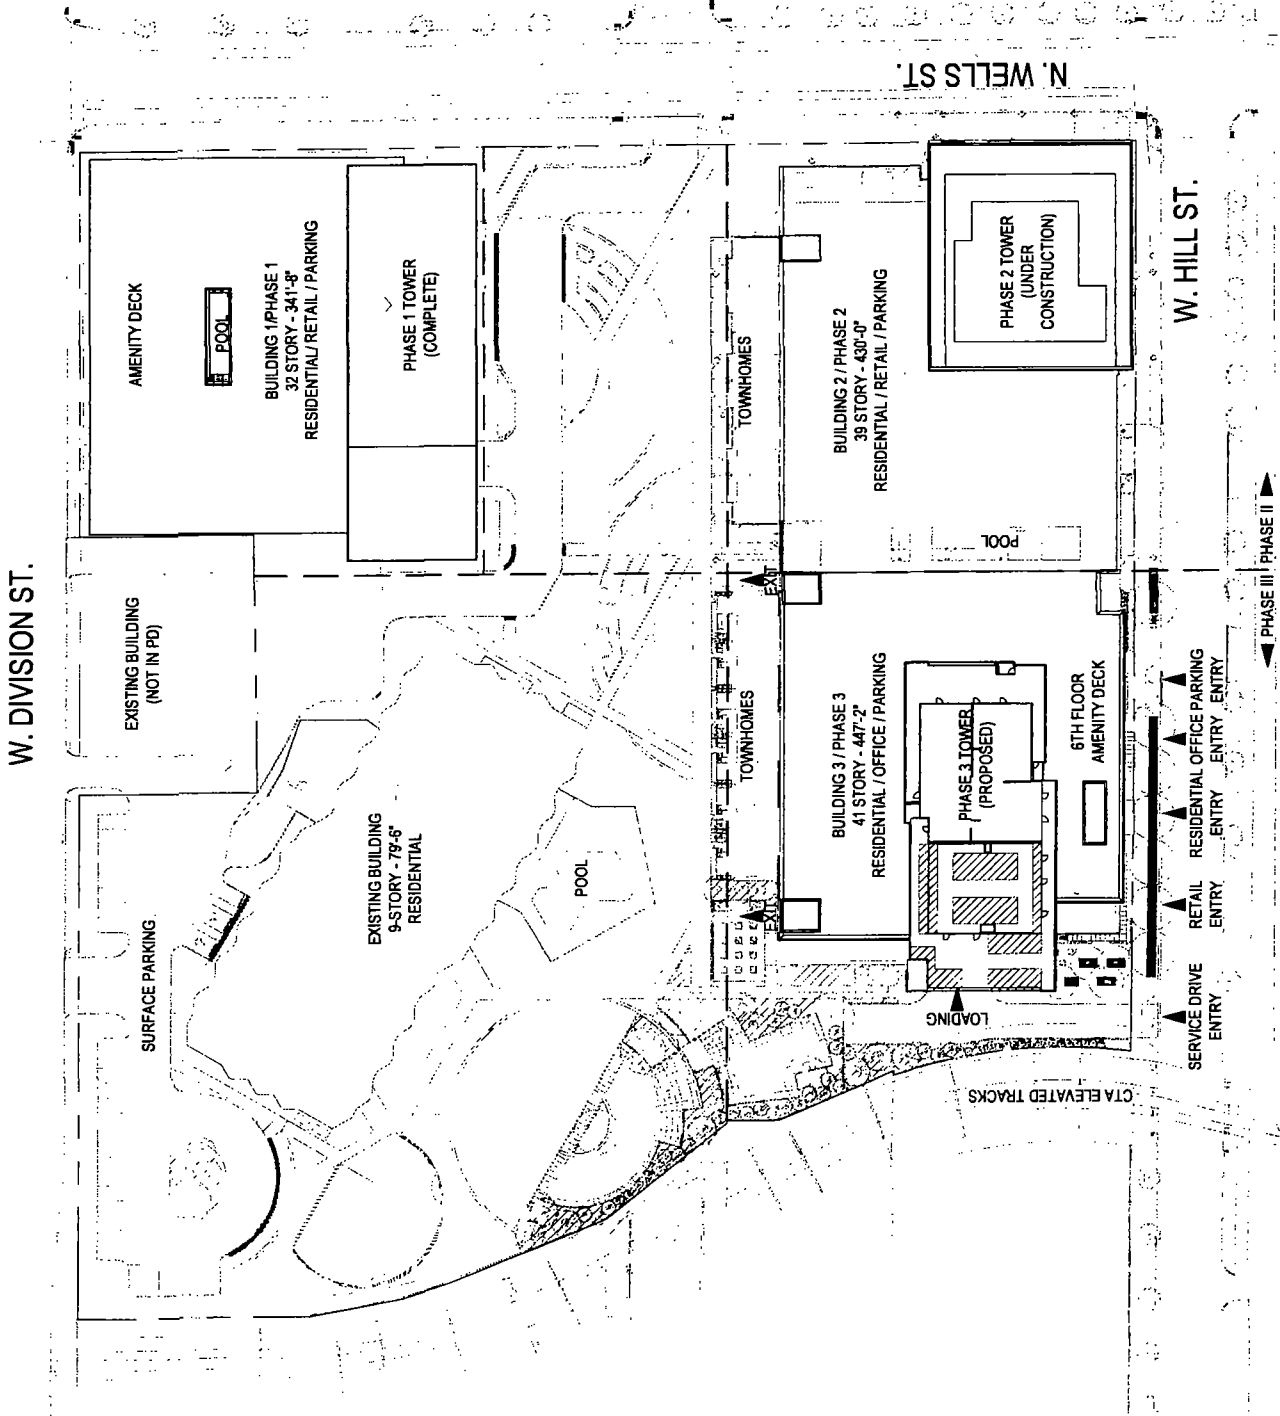 W. DIVISION ST.
N. WELLS ST.
W. HILL ST.
AMENITY DECK
POOL
BUILDING 1/PHASE 1
32 STORY - 341'-8"
RESIDENTIAL/ RETAIL / PARKING
PHASE 1 TOWER
(COMPLETE)
EXISTING BUILDING
(NOT IN PD)
SURFACE PARKING
EXISTING BUILDING
9-STORY - 79'-6"
RESIDENTIAL
POOL
TOWNHOMES
BUILDING 2 / PHASE 2
39 STORY - 430'-0"
RESIDENTIAL / RETAIL / PARKING
PHASE 2 TOWER
(UNDER
CONSTRUCTION)
POOL
EXIT
TOWNHOMES
EXIT
BUILDING 3 / PHASE 3
41 STORY - 447'-2"
RESIDENTIAL / OFFICE / PARKING
PHASE 3 TOWER
(PROPOSED)
6TH FLOOR
AMENITY DECK
LOADING
CTA ELEVATED TRACKS
SERVICE DRIVE
ENTRY
RETAIL
ENTRY
RESIDENTIAL
ENTRY
OFFICE
ENTRY
PARKING
ENTRY
PHASE III
PHASE II